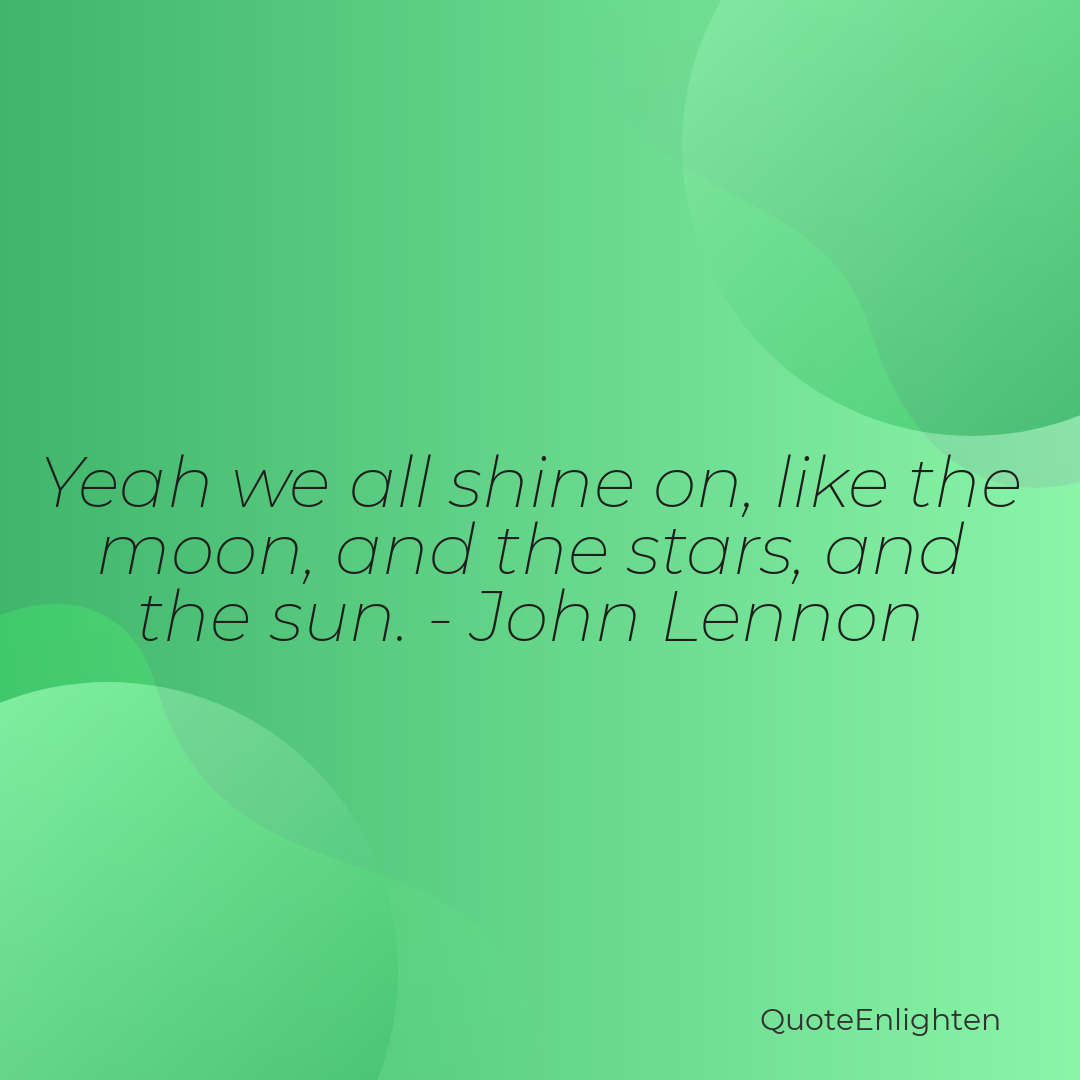 Yeah we all shine on, like the
moon, and the stars, and
the sun. - John Lennon
QuoteEnlighten